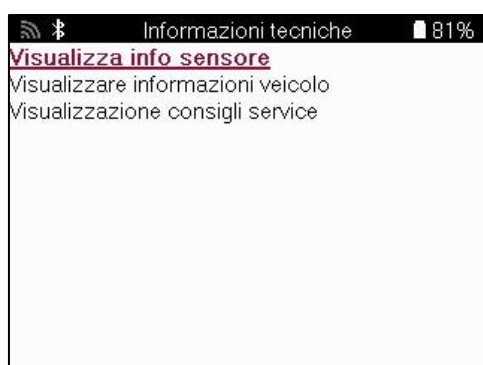 Informazioni tecniche 81%
Visualizza info sensore
Visualizzare informazioni veicolo
Visualizzazione consigli service